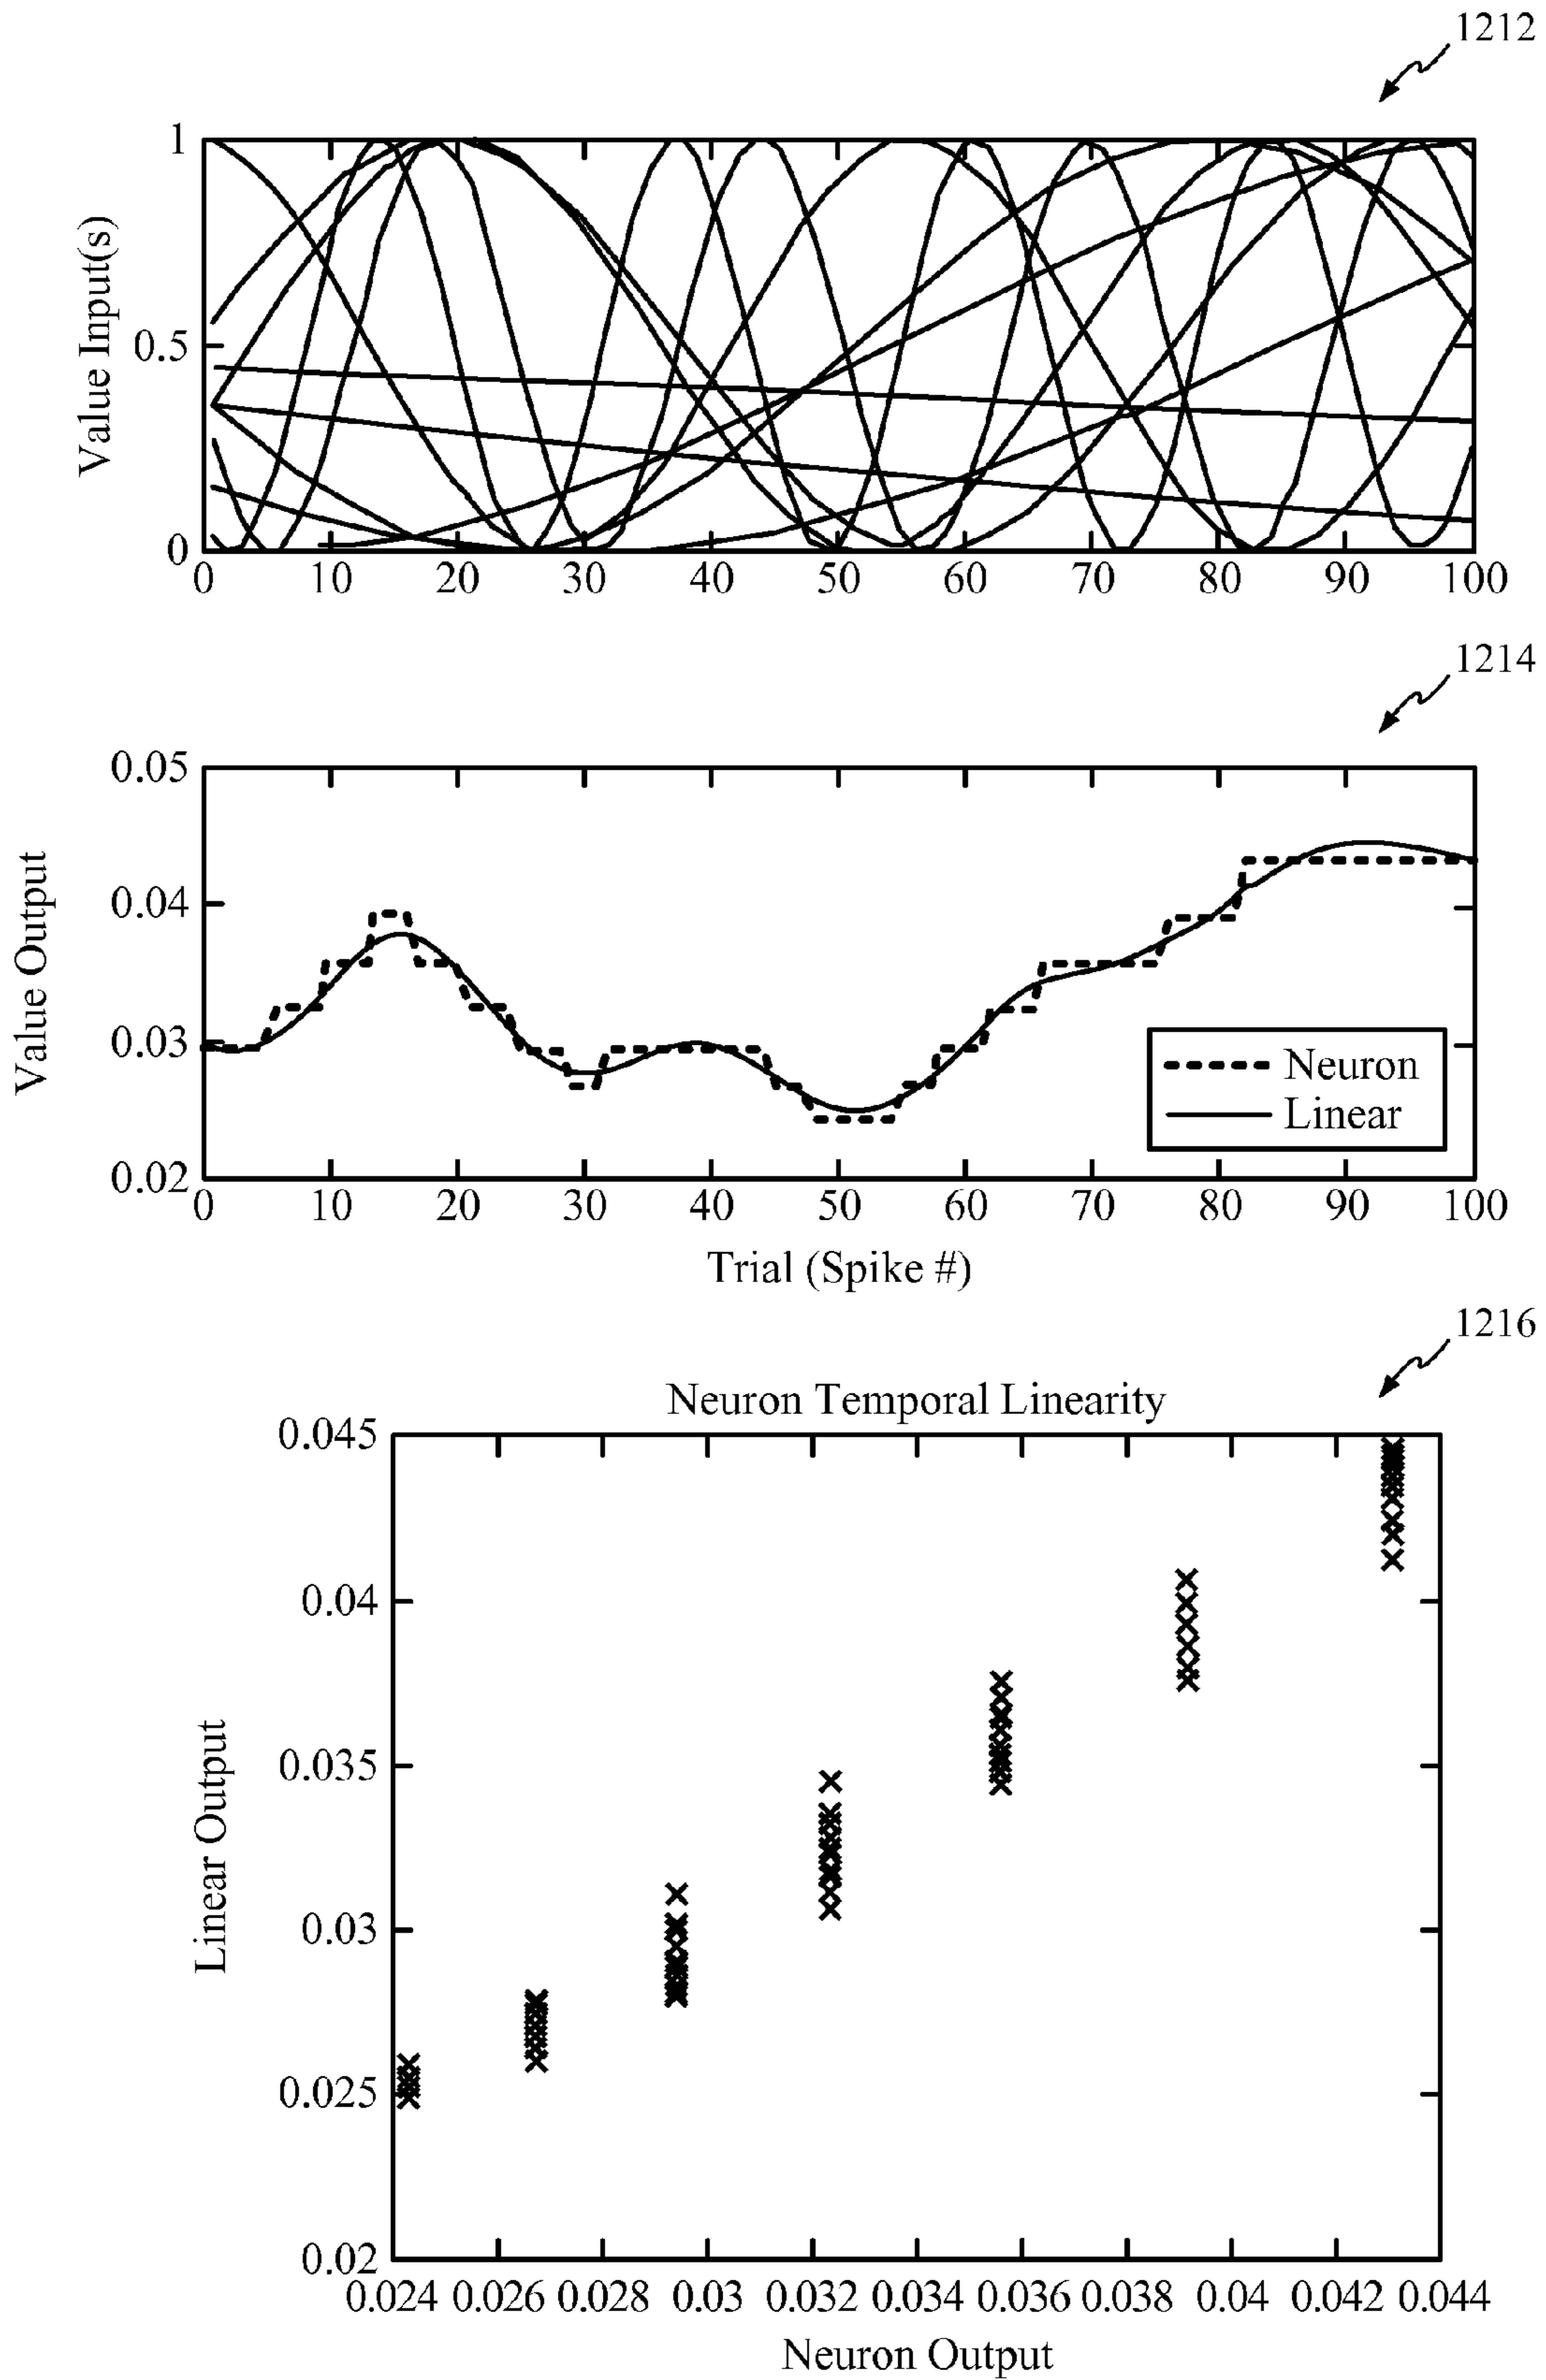 1212
Value Input(s)
1
0.5
0
0 10 20 30 40 50 60 70 80 90 100
1214
Value Output
0.05
0.04
0.03
0.02
Neuron
Linear
0 10 20 30 40 50 60 70 80 90 100
Trial (Spike #)
1216
Neuron Temporal Linearity
Linear Output
0.045
0.04
0.035
0.03
0.025
0.02
0.024 0.026 0.028 0.03 0.032 0.034 0.036 0.038 0.04 0.042 0.044
Neuron Output